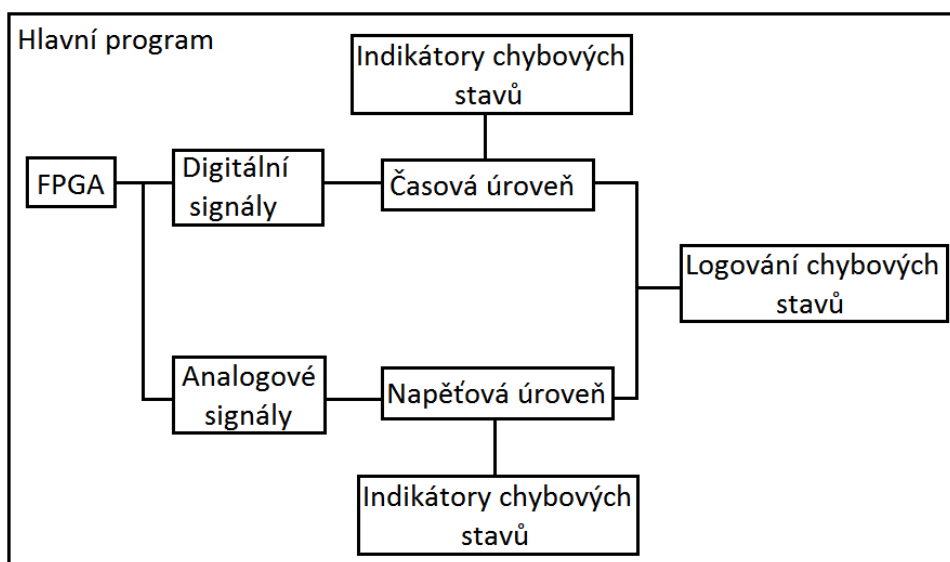 Hlavní program
Indikátory chybových
stavů
FPGA
Digitální
signály
Časová úroveň
Logování chybových
stavů
Analogové
signály
Napěťová úroveň
Indikátory chybových
stavů